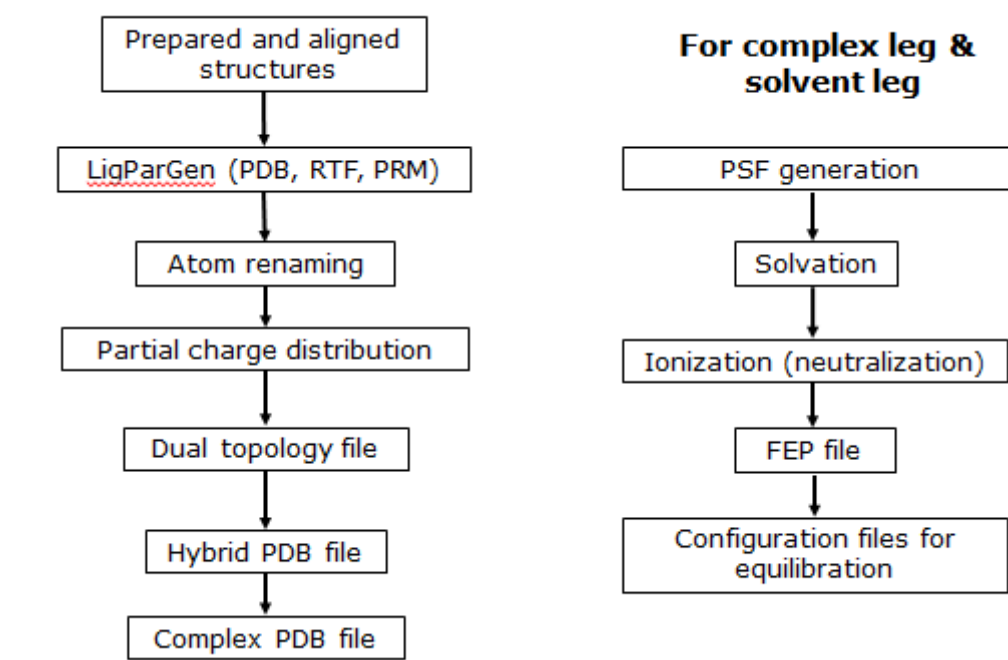 Prepared and aligned
structures
LigParGen (PDB, RTF, PRM)
Atom renaming
Partial charge distribution
Dual topology file
Hybrid PDB file
Complex PDB file
For complex leg &
solvent leg
PSF generation
Solvation
Ionization (neutralization)
FEP file
Configuration files for
equilibration